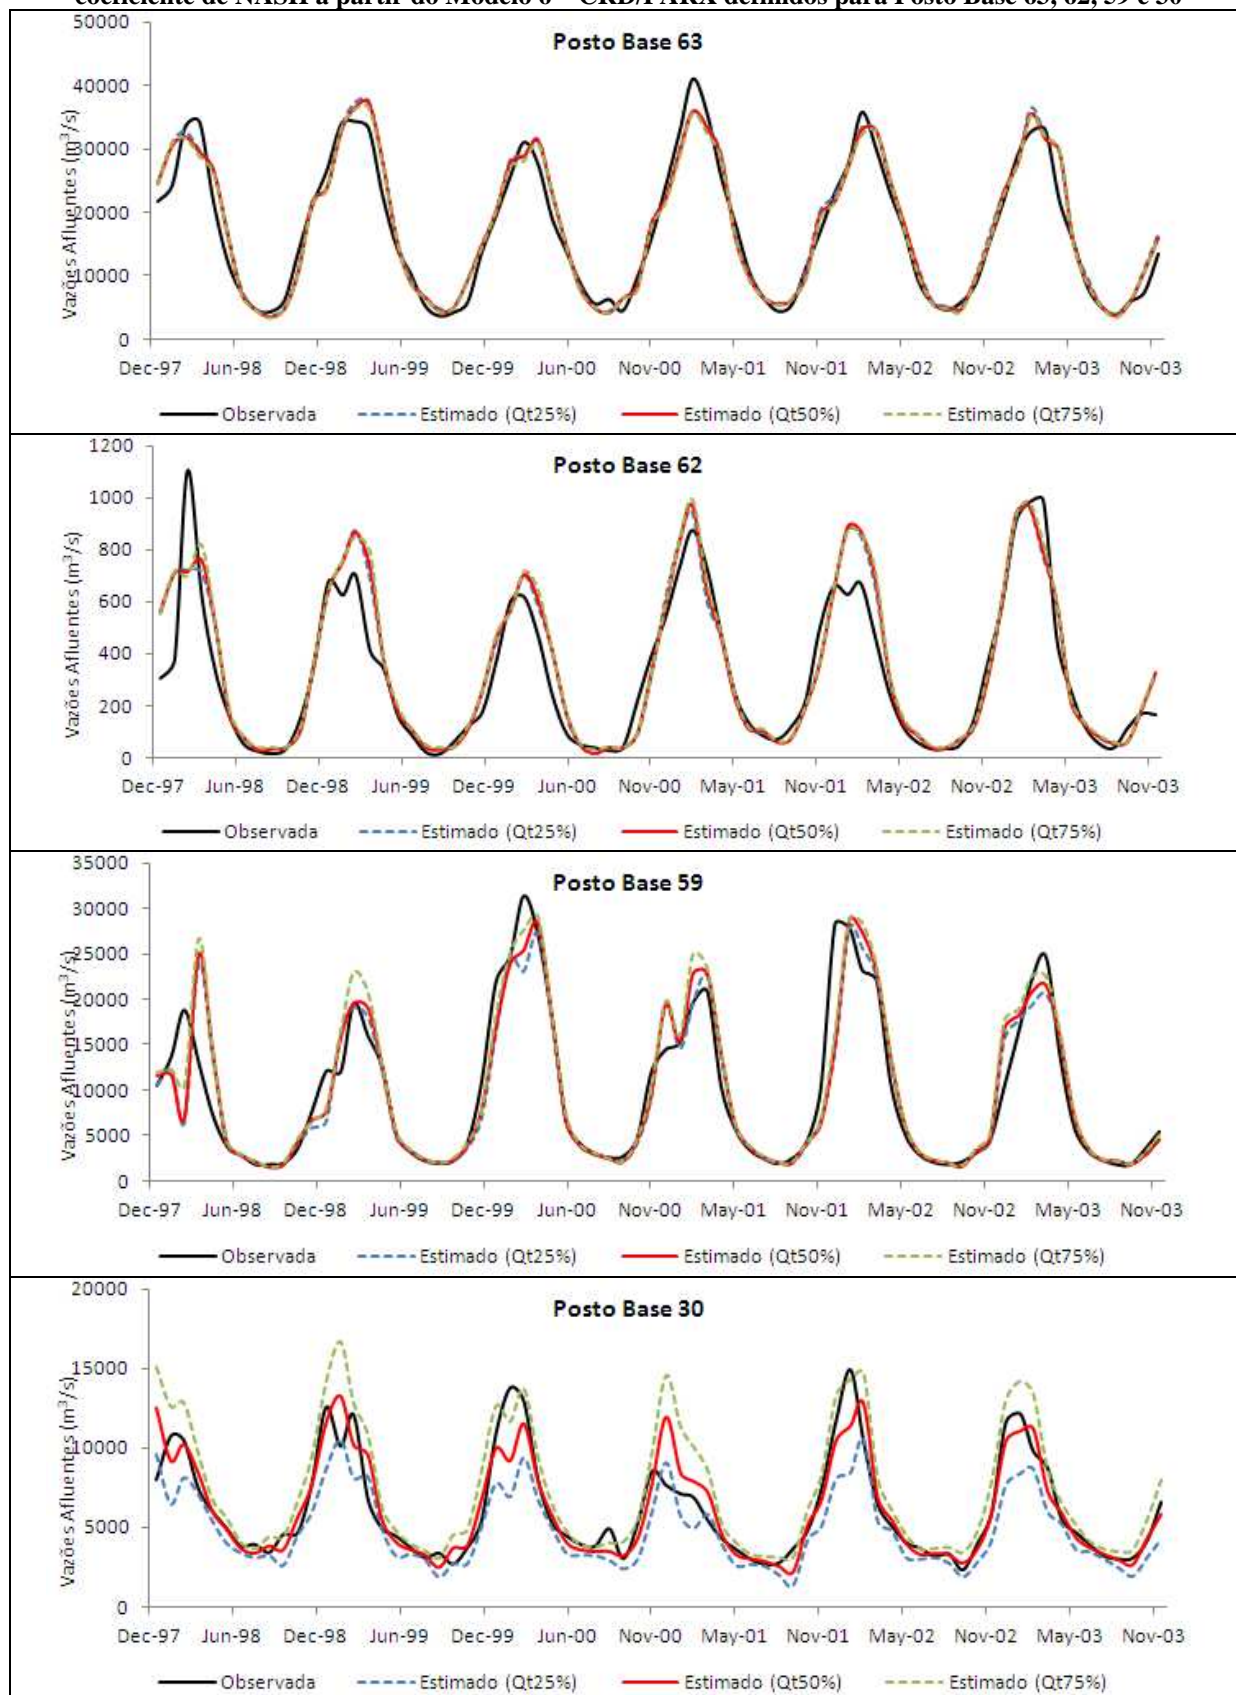 coeficiente de NASH a partir do Modelo 6 – CRD/PARX definidos para Posto Base 63, 62, 59 e 30
Posto Base 63
Vazões Afluentes (m³/s)
50000
40000
30000
20000
10000
0
Dec-97 Jun-98 Dec-98 Jun-99 Dec-99 Jun-00 Nov-00 May-01 Nov-01 May-02 Nov-02 May-03 Nov-03
Observada Estimado (Qt25%) Estimado (Qt50%) Estimado (Qt75%)
Posto Base 62
Vazões Afluentes (m³/s)
1200
1000
800
600
400
200
0
Dec-97 Jun-98 Dec-98 Jun-99 Dec-99 Jun-00 Nov-00 May-01 Nov-01 May-02 Nov-02 May-03 Nov-03
Observada Estimado (Qt25%) Estimado (Qt50%) Estimado (Qt75%)
Posto Base 59
Vazões Afluentes (m³/s)
35000
30000
25000
20000
15000
10000
5000
0
Dec-97 Jun-98 Dec-98 Jun-99 Dec-99 Jun-00 Nov-00 May-01 Nov-01 May-02 Nov-02 May-03 Nov-03
Observada Estimado (Qt25%) Estimado (Qt50%) Estimado (Qt75%)
Posto Base 30
Vazões Afluentes (m³/s)
20000
15000
10000
5000
0
Dec-97 Jun-98 Dec-98 Jun-99 Dec-99 Jun-00 Nov-00 May-01 Nov-01 May-02 Nov-02 May-03 Nov-03
Observada Estimado (Qt25%) Estimado (Qt50%) Estimado (Qt75%)